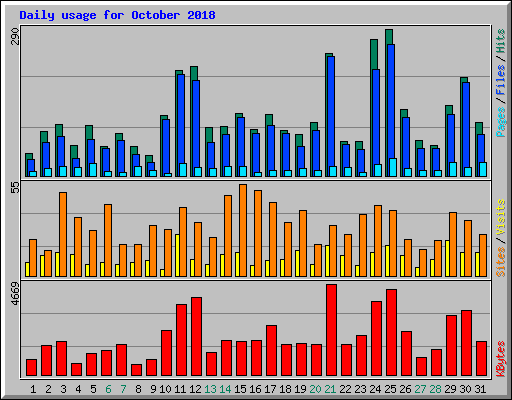 Daily usage for October 2018
290
Pages / Files / Hits
55
Sites / Visits
4669
KBytes
1 2 3 4 5 6 7 8 9 10 11 12 13 14 15 16 17 18 19 20 21 22 23 24 25 26 27 28 29 30 31